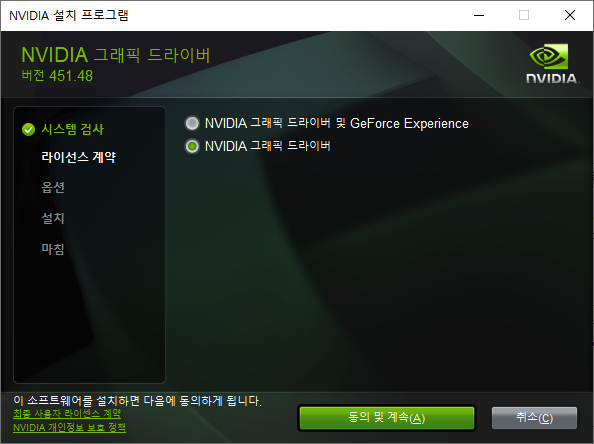 NVIDIA 설치 프로그램
NVIDIA 그래픽 드라이버
버전 451.48
NVIDIA.
시스템 검사
라이선스 계약
옵션
설치
마침
NVIDIA 그래픽 드라이버 및 GeForce Experience
NVIDIA 그래픽 드라이버
이 소프트웨어를 설치하면 다음에 동의하게 됩니다.
최종 사용자 라이센스 계약
NVIDIA 개인정보 보호 정책
동의 및 계속(A)
취소(C)